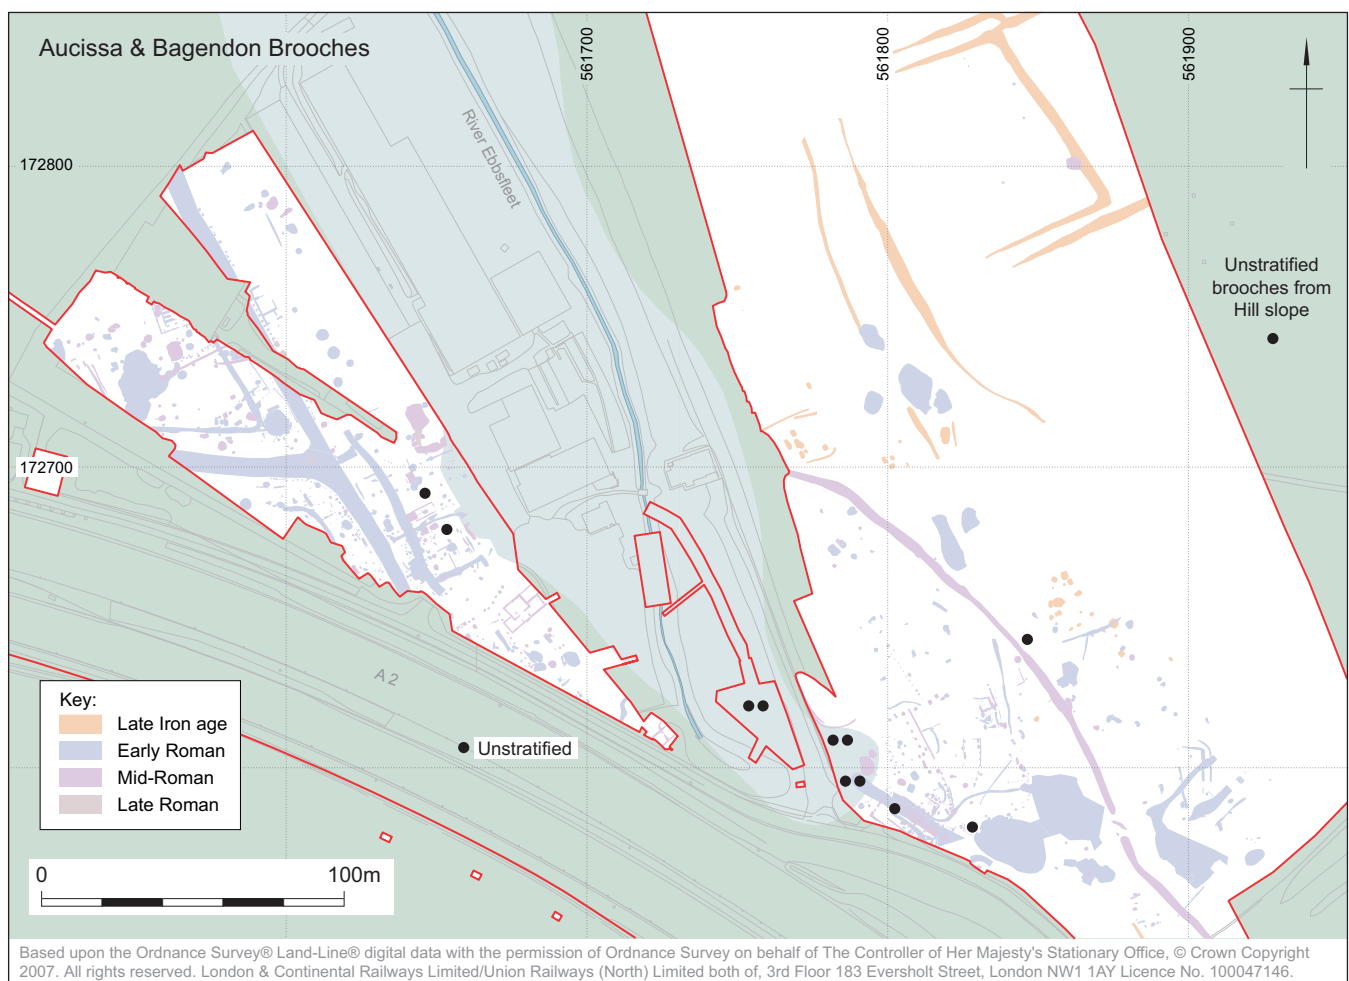 Aucissa & Bagendon Brooches
561700
561800
561900
172800
River Ebbsfleet
Unstratified
brooches from
Hill slope
172700
A 2
Unstratified
Key:
Late Iron age
Early Roman
Mid-Roman
Late Roman
0
100m
Based upon the Ordnance Survey® Land-Line® digital data with the permission of Ordnance Survey on behalf of The Controller of Her Majesty's Stationary Office, © Crown Copyright
2007. All rights reserved. London & Continental Railways Limited/Union Railways (North) Limited both of, 3rd Floor 183 Eversholt Street, London NW1 1AY Licence No. 100047146.